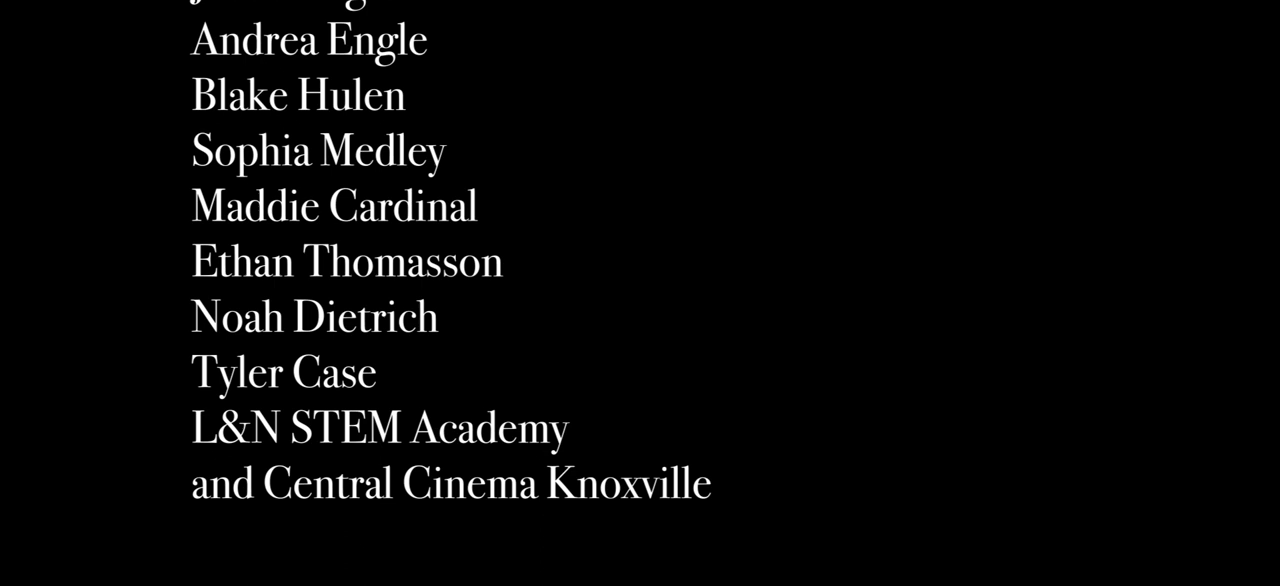 Andrea Engle
Blake Hulen
Sophia Medley
Maddie Cardinal
Ethan Thomasson
Noah Dietrich
Tyler Case
L&N STEM Academy
and Central Cinema Knoxville